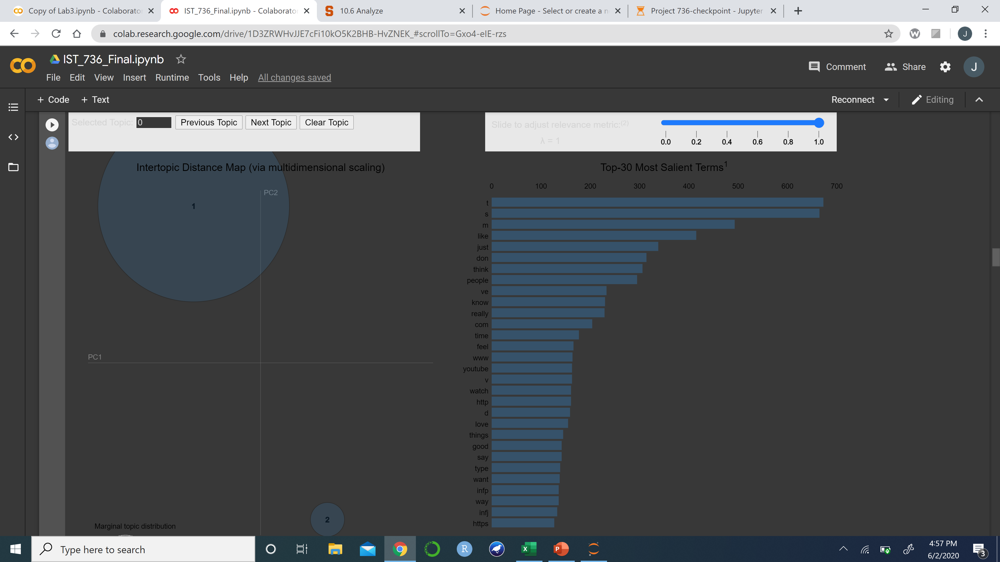 Copy of Lab3.ipynb - Colaborator
IST_736_Final.ipynb - Colaborator
10.6 Analyze
Home Page - Select or create a n
Project 736-checkpoint - Jupyter
colab.research.google.com/drive/1D3ZRWHvJJE7cFi10kO5K2BHB-HvZNEK_#scrollTo=Gxo4-eIE-rzs
W
J
IST_736_Final.ipynb
Comment
Share
J
File Edit View Insert Runtime Tools Help All changes saved
+ Code + Text
Reconnect
Editing
Selected Topic: 0 Previous Topic Next Topic Clear Topic
Slide to adjust relevance metric:(2)
λ = 1
0.0 0.2 0.4 0.6 0.8 1.0
Intertopic Distance Map (via multidimensional scaling)
PC2
1
PC1
2
Marginal topic distribution
Top-30 Most Salient Terms1
0 100 200 300 400 500 600 700
t
s
m
like
just
don
think
people
ve
know
really
com
time
feel
www
youtube
v
watch
http
d
love
things
good
say
type
want
infp
way
infj
https
Type here to search
R
X
P
4:57 PM
6/2/2020
3